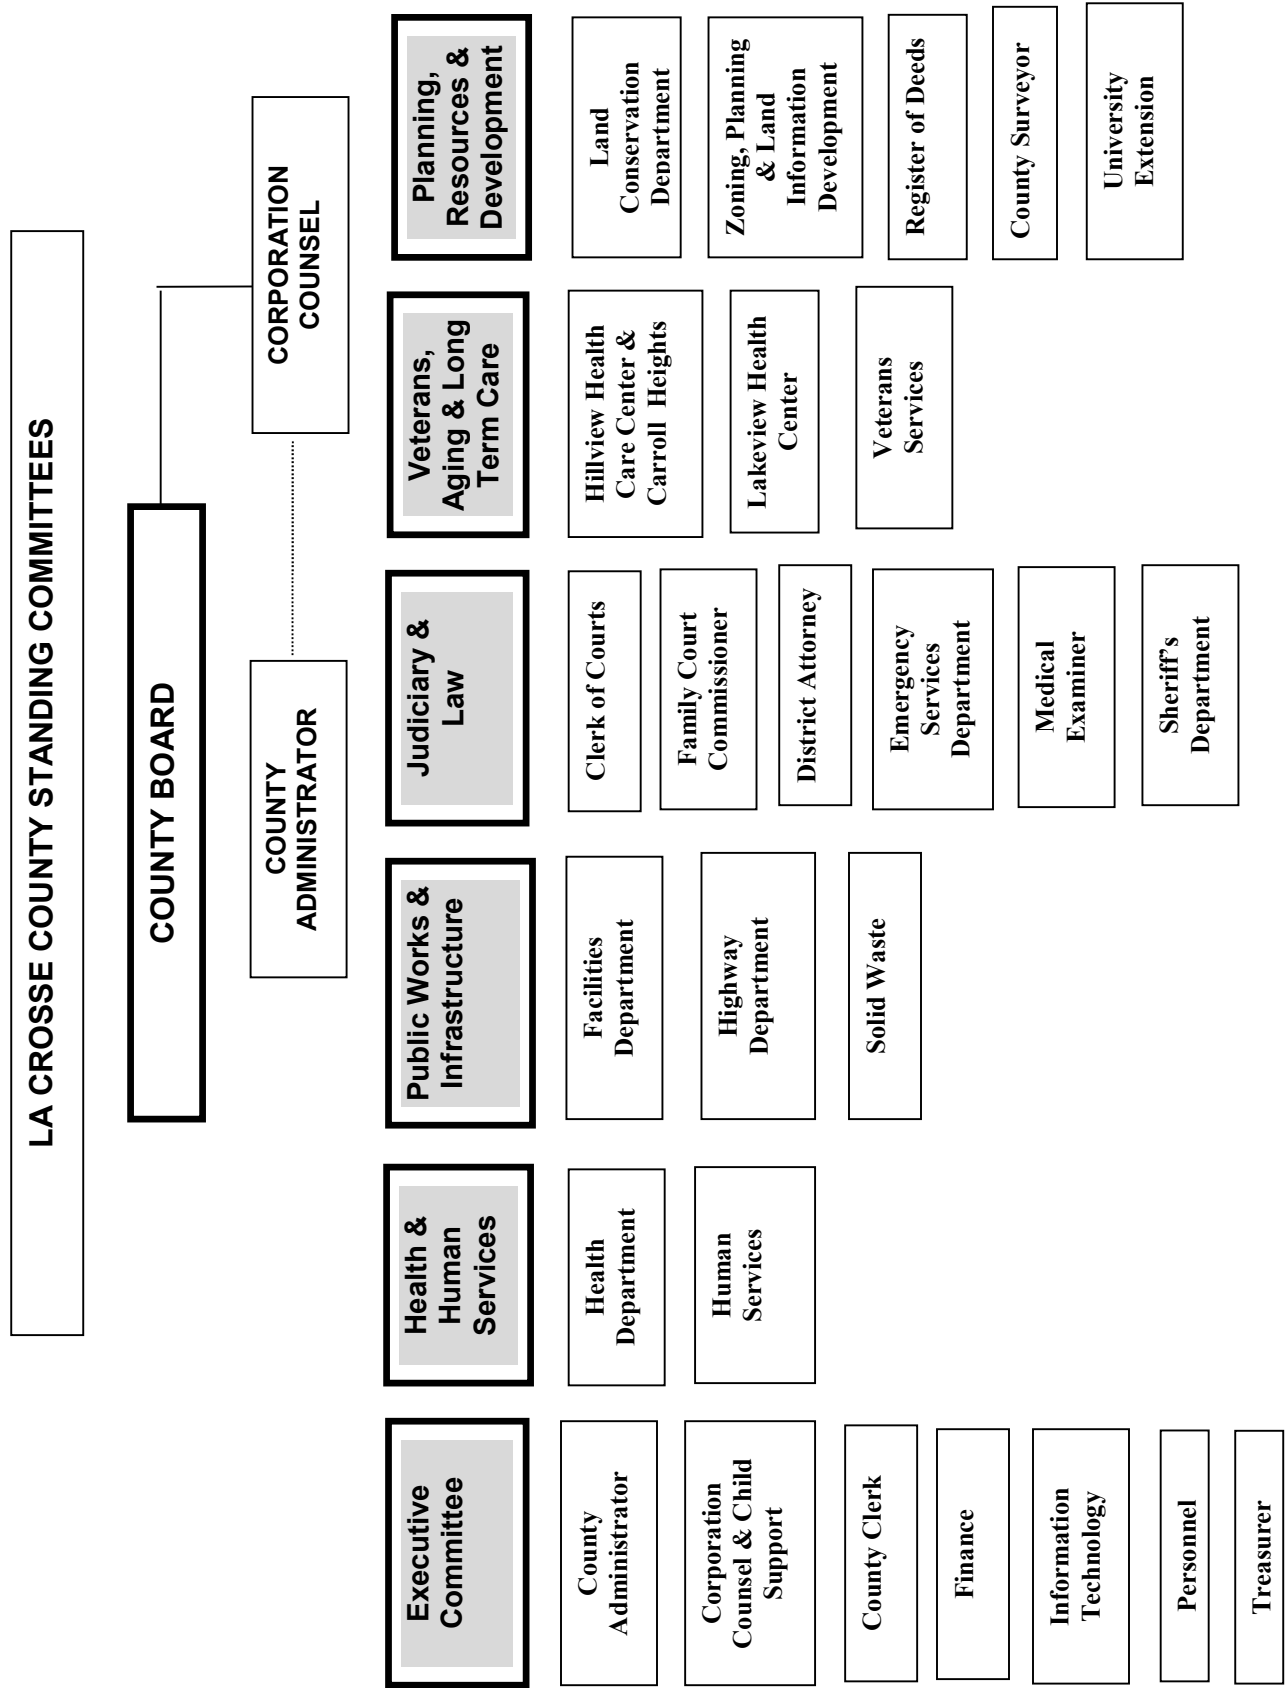 LA CROSSE COUNTY STANDING COMMITTEES
COUNTY BOARD
COUNTY
ADMINISTRATOR
CORPORATION
COUNSEL
Executive
Committee
County
Administrator
Corporation
Counsel & Child
Support
County Clerk
Finance
Information
Technology
Personnel
Treasurer
Health &
Human
Services
Health
Department
Human
Services
Public Works &
Infrastructure
Facilities
Department
Highway
Department
Solid Waste
Judiciary &
Law
Clerk of Courts
Family Court
Commissioner
District Attorney
Emergency
Services
Department
Medical
Examiner
Sheriff's
Department
Veterans,
Aging & Long
Term Care
Hillview Health
Care Center &
Carroll Heights
Lakeview Health
Center
Veterans
Services
Planning,
Resources &
Development
Land
Conservation
Department
Zoning, Planning
& Land
Information
Development
Register of Deeds
County Surveyor
University
Extension